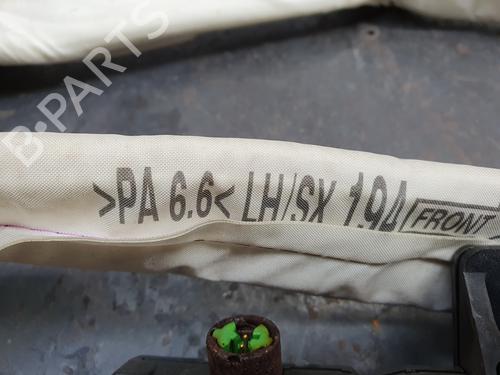 B-PARTS
>PA 6.6< LH/SX 194 FRONT